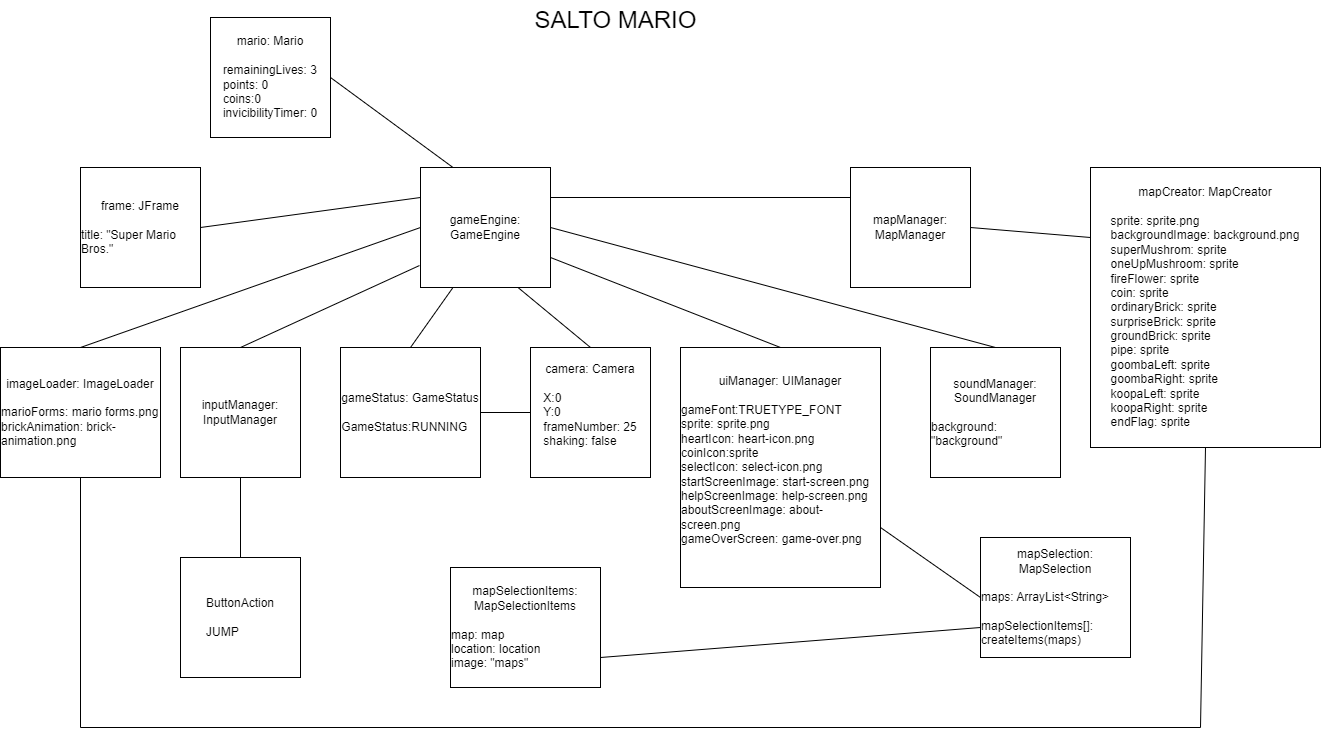 SALTO MARIO
mario: Mario
remainingLives: 3
points: 0
coins:0
invicibilityTimer: 0
frame: JFrame
title: "Super Mario
Bros."
gameEngine:
GameEngine
mapManager:
MapManager
mapCreator: MapCreator
sprite: sprite.png
backgroundImage: background.png
superMushrom: sprite
oneUpMushroom: sprite
fireFlower: sprite
coin: sprite
ordinaryBrick: sprite
surpriseBrick: sprite
groundBrick: sprite
pipe: sprite
goombaLeft: sprite
goombaRight: sprite
koopaLeft: sprite
koopaRight: sprite
endFlag: sprite
imageLoader: ImageLoader
marioForms: mario forms.png
brickAnimation: brick-
animation.png
inputManager:
InputManager
gameStatus: GameStatus
GameStatus:RUNNING
camera: Camera
X:0
Y:0
frameNumber: 25
shaking: false
uiManager: UIManager
gameFont:TRUETYPE_FONT
sprite: sprite.png
heartIcon: heart-icon.png
coinIcon:sprite
selectIcon: select-icon.png
startScreenImage: start-screen.png
helpScreenImage: help-screen.png
aboutScreenImage: about-
screen.png
gameOverScreen: game-over.png
soundManager:
SoundManager
background:
"background"
ButtonAction
JUMP
mapSelectionItems:
MapSelectionItems
map: map
location: location
image: "maps"
mapSelection:
MapSelection
maps: ArrayList<String>
mapSelectionItems[]:
createItems(maps)